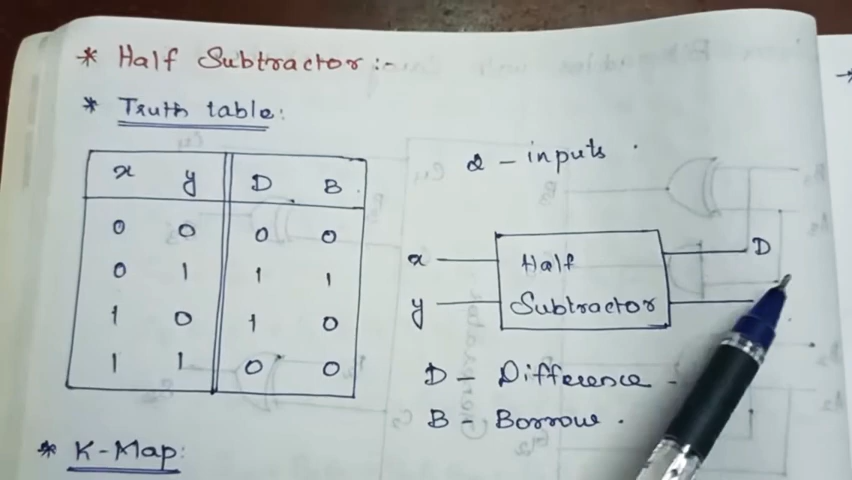 * Half Subtractor :-
* Truth table:
x y D B
0 0 0 0
0 1 1 1
1 0 1 0
1 1 0 0
2 - inputs
x
y
Half
Subtractor
D
D - Difference -
B - Borrow .
* K-Map: